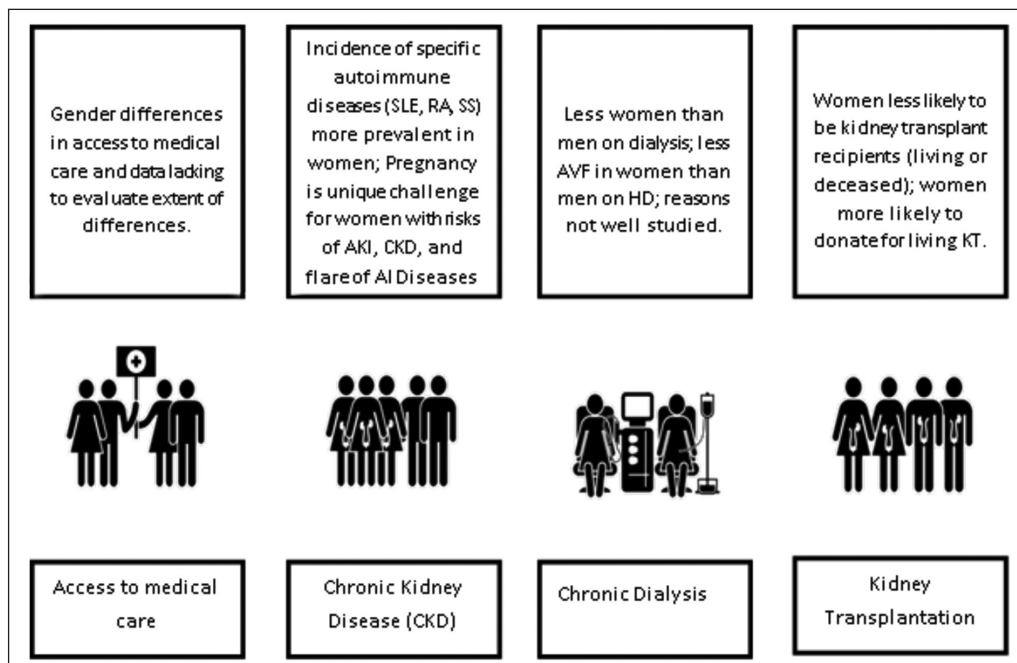 Gender differences
in access to medical
care and data lacking
to evaluate extent of
differences.
Incidence of specific
autoimmune
diseases (SLE, RA, SS)
more prevalent in
women; Pregnancy
is unique challenge
for women with risks
of AKI, CKD, and
flare of AI Diseases
Less women than
men on dialysis; less
AVF in women than
men on HD; reasons
not well studied.
Women less likely to
be kidney transplant
recipients (living or
deceased); women
more likely to
donate for living KT.
Access to medical
care
Chronic Kidney
Disease (CKD)
Chronic Dialysis
Kidney
Transplantation